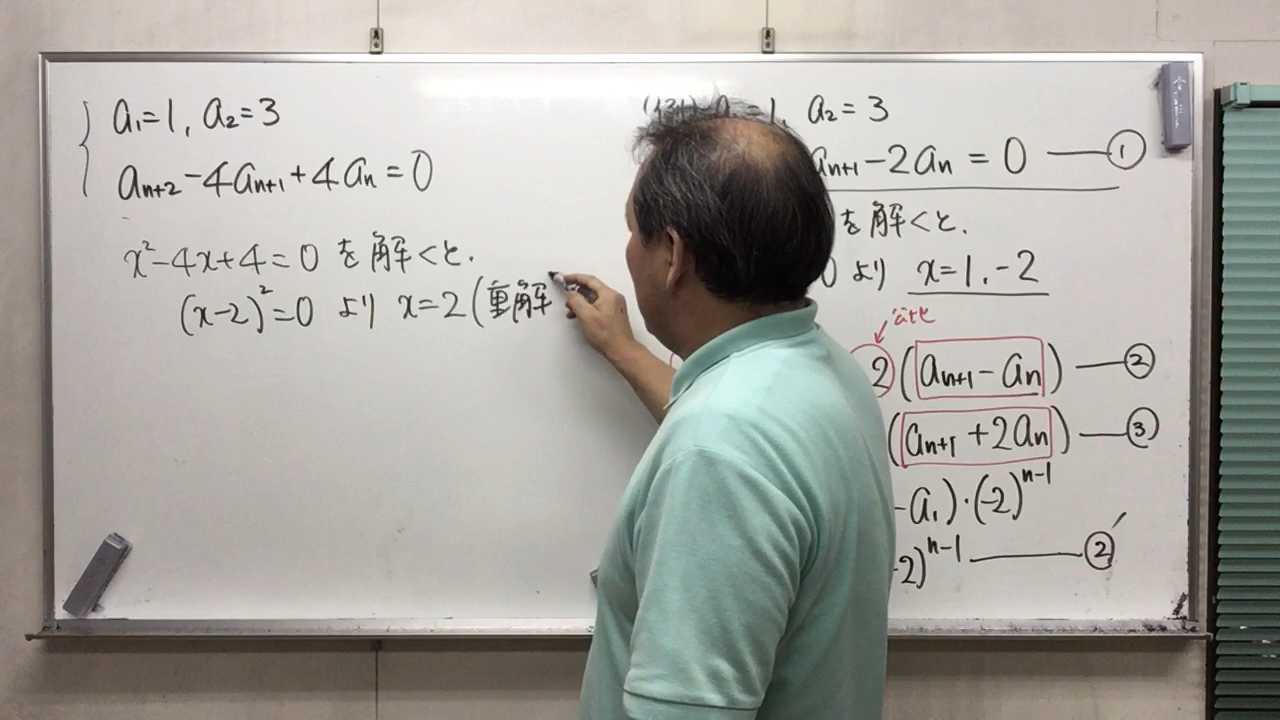 a₁=1, a₂=3
aₙ₊₂-4aₙ₊₁+4aₙ=0
x²-4x+4=0 を解くと.
(x-2)²=0 より x=2 (重解
(例) a₁=1, a₂=3
aₙ₊₁-2aₙ=0 ①
を解くと.
0 より x=1, -2
2(aₙ₊₁-aₙ) ②
(aₙ₊₁+2aₙ) ③
-a₁)・(-2)ⁿ⁻¹
-2)ⁿ⁻¹ ②′